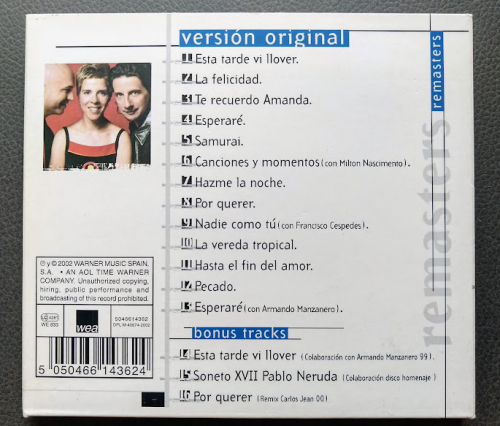 versión original
remasters
remasters
1 Esta tarde vi llover.
2 La felicidad.
3 Te recuerdo Amanda.
4 Esperaré.
5 Samurai.
6 Canciones y momentos (con Milton Nascimento).
7 Hazme la noche.
8 Por querer.
9 Nadie como tú (con Francisco Cespedes).
10 La vereda tropical.
11 Hasta el fin del amor.
12 Pecado.
13 Esperaré (con Armando Manzanero).
bonus tracks
14 Esta tarde vi llover (Colaboración con Armando Manzanero 99).
15 Soneto XVII Pablo Neruda (Colaboración disco homenaje)
16 Por querer (Remix Carlos Jean 00)
℗ y © 2002 WARNER MUSIC SPAIN,
S.A. • AN AOL TIME WARNER
COMPANY. Unauthorized copying,
hiring, public performance and
broadcasting of this record prohibited.
WE 833
wea
5046614362
5 050466 143624